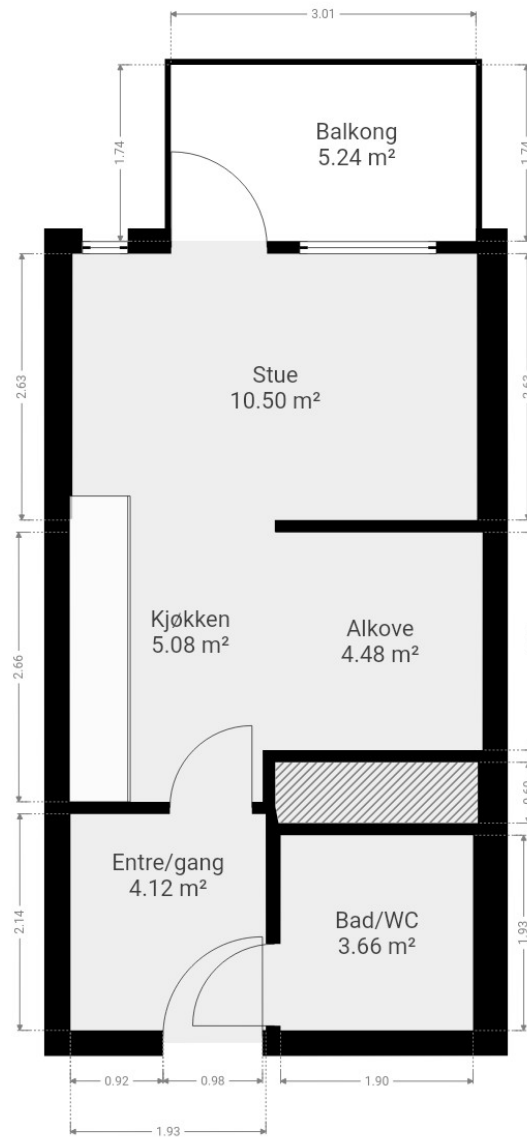 3.01
1.74
1.74
Balkong
5.24 m²
Stue
10.50 m²
2.63
2.63
Kjøkken
5.08 m²
Alkove
4.48 m²
2.66
Entre/gang
4.12 m²
Bad/WC
3.66 m²
2.14
1.93
0.92
0.98
1.90
1.93